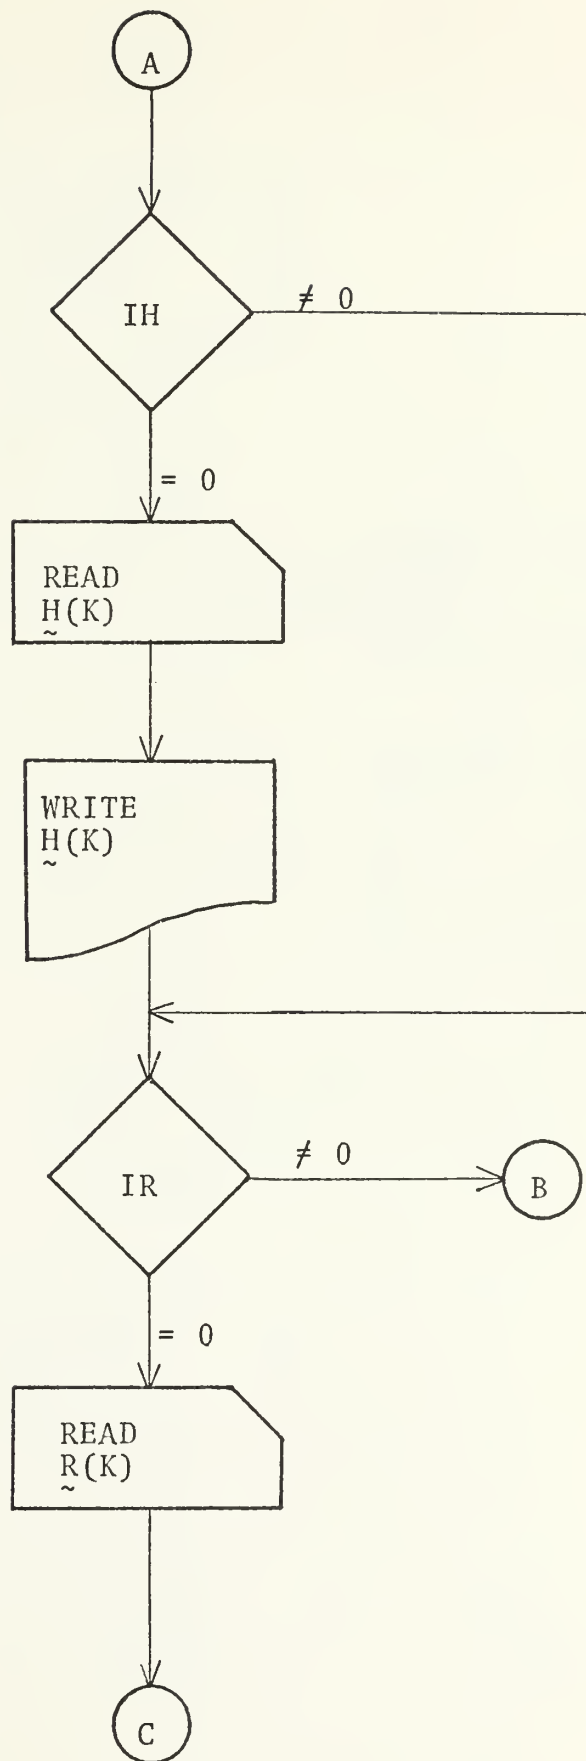 A
IH
≠ 0
= 0
READ
H̰(K)
WRITE
H̰(K)
IR
≠ 0
B
= 0
READ
R̰(K)
C